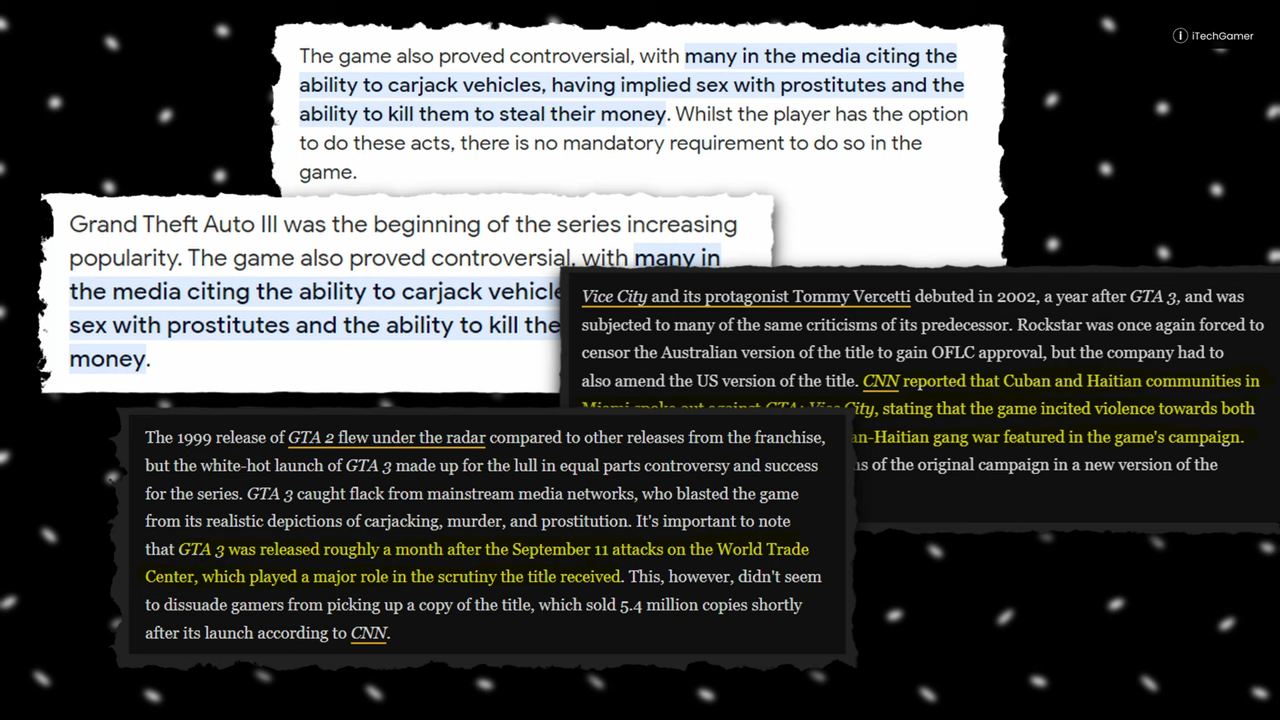 iTechGamer
The game also proved controversial, with many in the media citing the
ability to carjack vehicles, having implied sex with prostitutes and the
ability to kill them to steal their money. Whilst the player has the option
to do these acts, there is no mandatory requirement to do so in the
game.
Grand Theft Auto III was the beginning of the series increasing
popularity. The game also proved controversial, with many in
the media citing the ability to carjack vehicle
sex with prostitutes and the ability to kill the
money.
Vice City and its protagonist Tommy Vercetti debuted in 2002, a year after GTA 3, and was
subjected to many of the same criticisms of its predecessor. Rockstar was once again forced to
censor the Australian version of the title to gain OFLC approval, but the company had to
also amend the US version of the title. CNN reported that Cuban and Haitian communities in
Miami spoke out against GTA: Vice City, stating that the game incited violence towards both
an-Haitian gang war featured in the game's campaign.
of the original campaign in a new version of the
The 1999 release of GTA 2 flew under the radar compared to other releases from the franchise,
but the white-hot launch of GTA 3 made up for the lull in equal parts controversy and success
for the series. GTA 3 caught flack from mainstream media networks, who blasted the game
from its realistic depictions of carjacking, murder, and prostitution. It's important to note
that GTA 3 was released roughly a month after the September 11 attacks on the World Trade
Center, which played a major role in the scrutiny the title received. This, however, didn't seem
to dissuade gamers from picking up a copy of the title, which sold 5.4 million copies shortly
after its launch according to CNN.